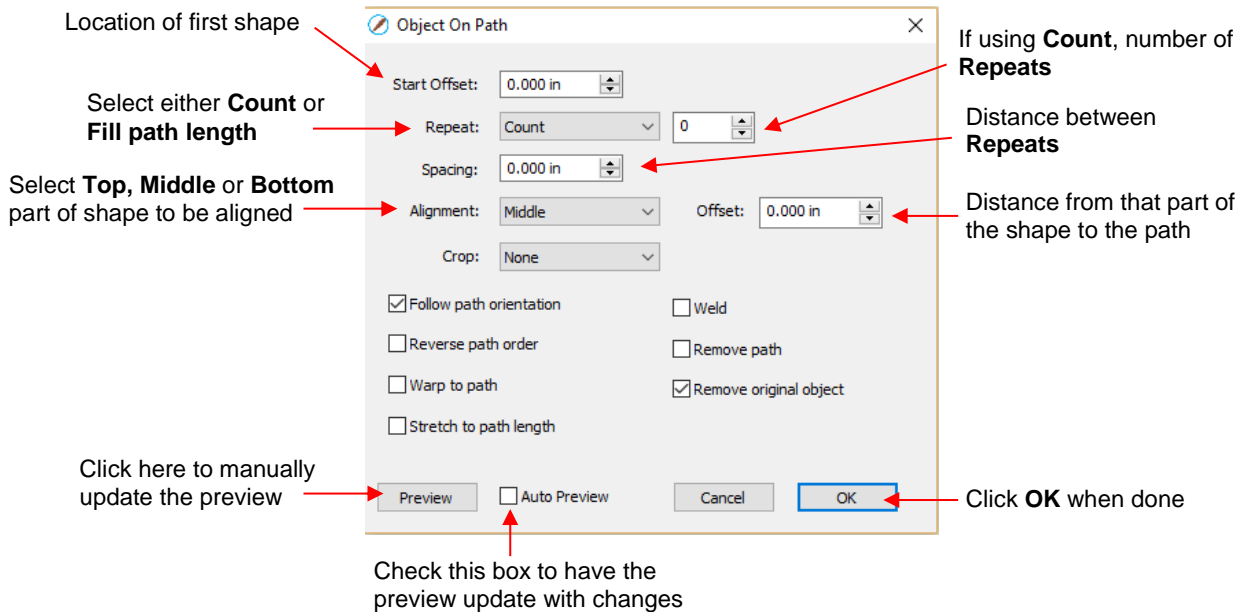 Location of first shape
Object On Path
If using Count, number of
Repeats
Start Offset: 0.000 in
Select either Count or
Fill path length
Repeat: Count 0
Distance between
Repeats
Spacing: 0.000 in
Select Top, Middle or Bottom
part of shape to be aligned
Alignment: Middle Offset: 0.000 in
Distance from that part of
the shape to the path
Crop: None
Follow path orientation
Weld
Reverse path order
Remove path
Warp to path
Remove original object
Stretch to path length
Click here to manually
update the preview
Preview Auto Preview Cancel OK
Click OK when done
Check this box to have the
preview update with changes